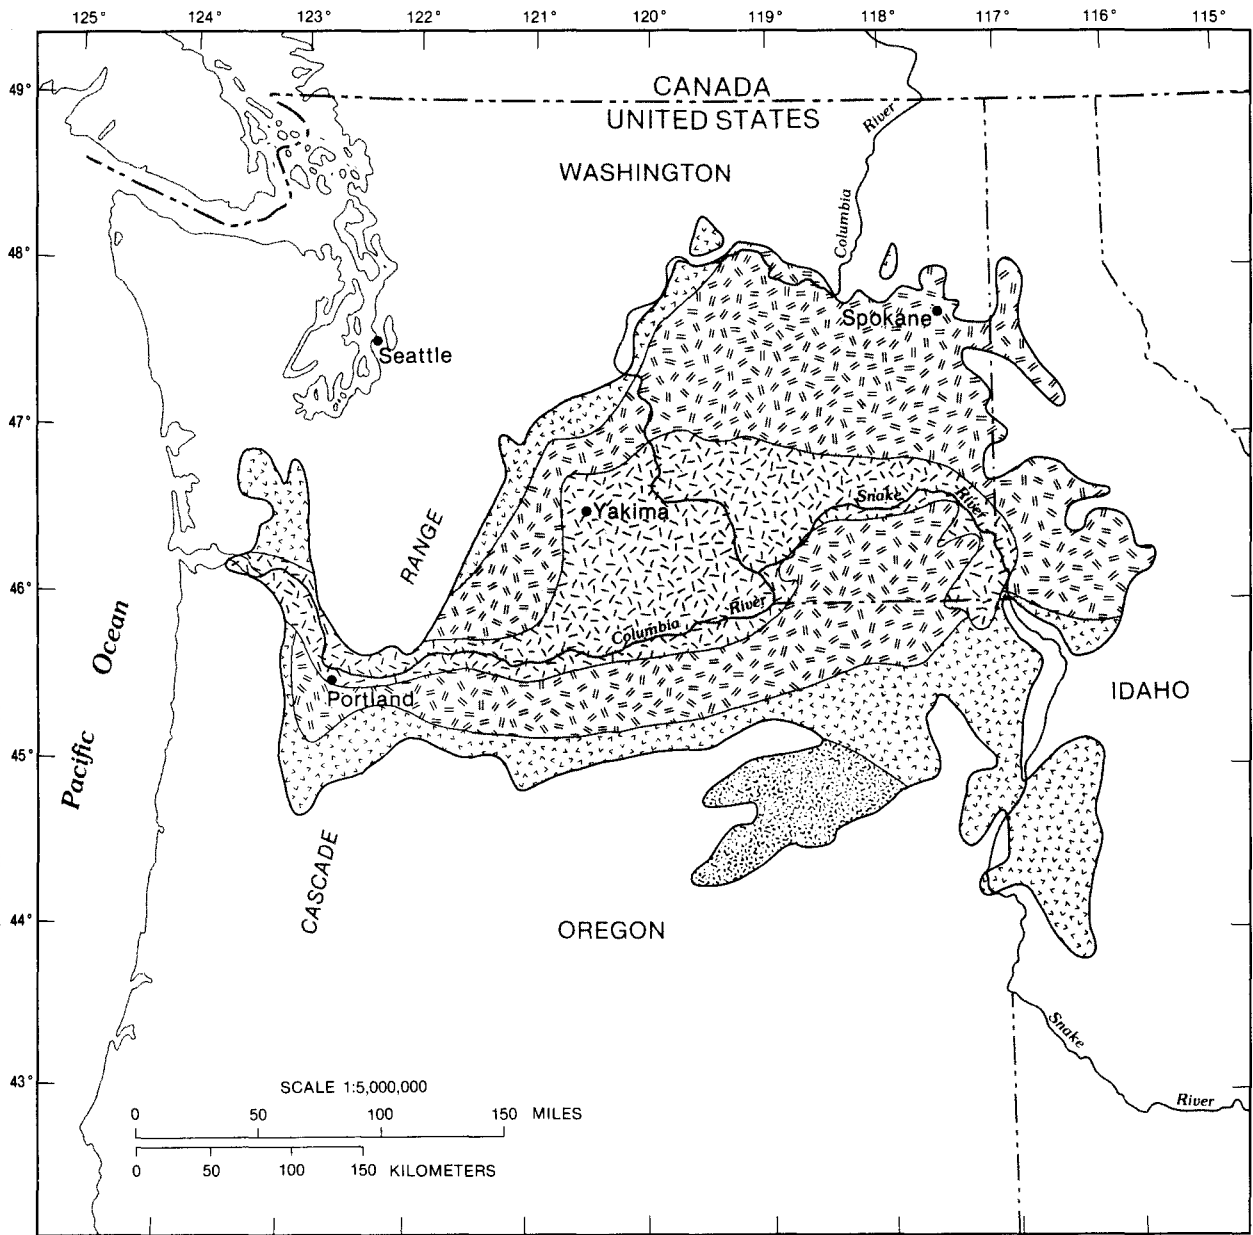 125° 124° 123° 122° 121° 120° 119° 118° 117° 116° 115°
49°
CANADA
UNITED STATES
River
WASHINGTON
Columbia
48°
Spokane
Seattle
47°
Snake
River
Yakima
RANGE
46°
Pacific Ocean
Columbia River
Portland
IDAHO
45°
CASCADE
44°
OREGON
Snake
River
43°
SCALE 1:5,000,000
0 50 100 150 MILES
0 50 100 150 KILOMETERS